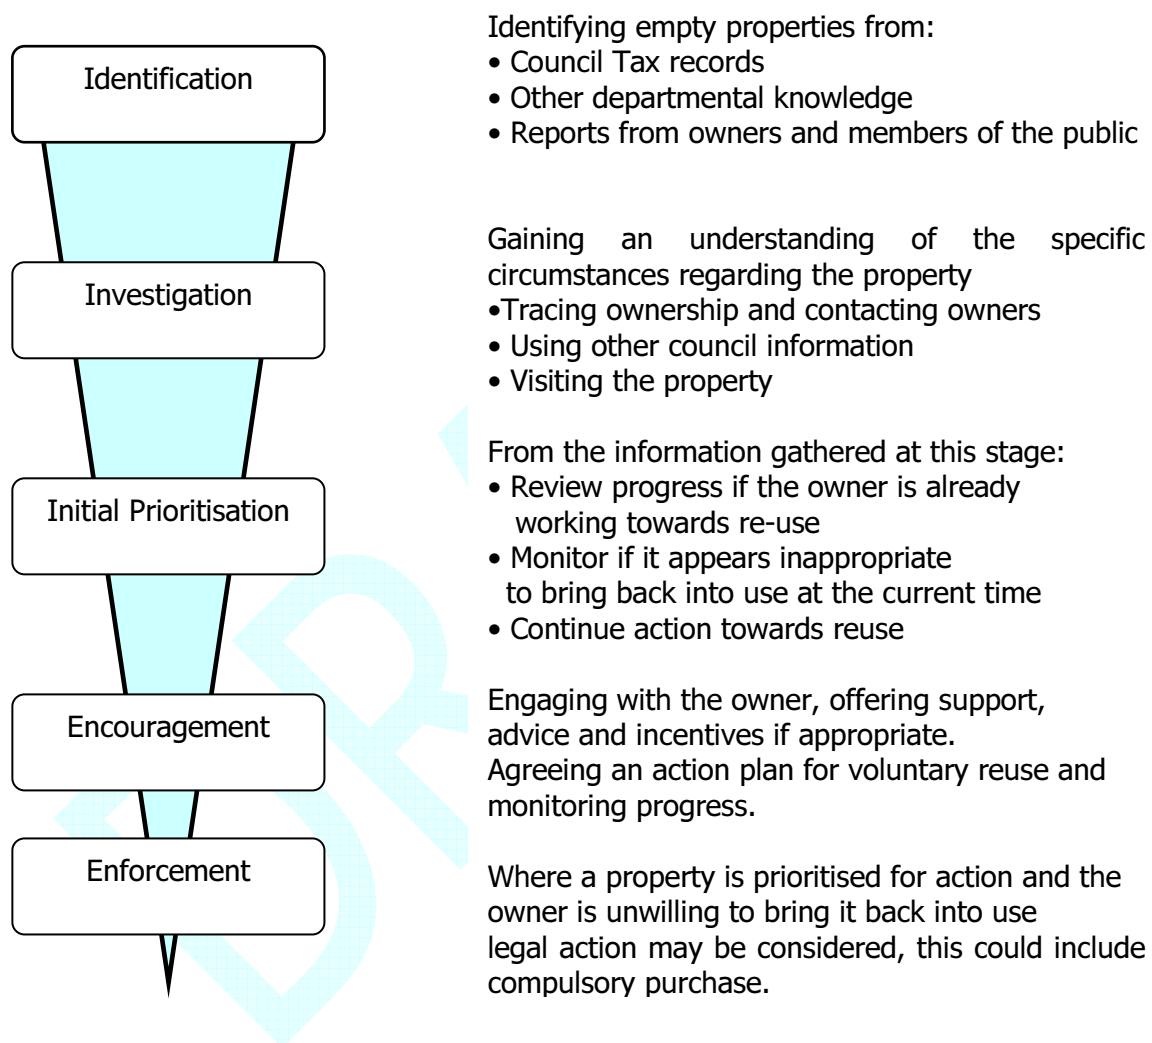 Identification
Identifying empty properties from:
• Council Tax records
• Other departmental knowledge
• Reports from owners and members of the public
Investigation
Gaining an understanding of the specific
circumstances regarding the property
•Tracing ownership and contacting owners
• Using other council information
• Visiting the property
Initial Prioritisation
From the information gathered at this stage:
• Review progress if the owner is already
working towards re-use
• Monitor if it appears inappropriate
to bring back into use at the current time
• Continue action towards reuse
Encouragement
Engaging with the owner, offering support,
advice and incentives if appropriate.
Agreeing an action plan for voluntary reuse and
monitoring progress.
Enforcement
Where a property is prioritised for action and the
owner is unwilling to bring it back into use
legal action may be considered, this could include
compulsory purchase.